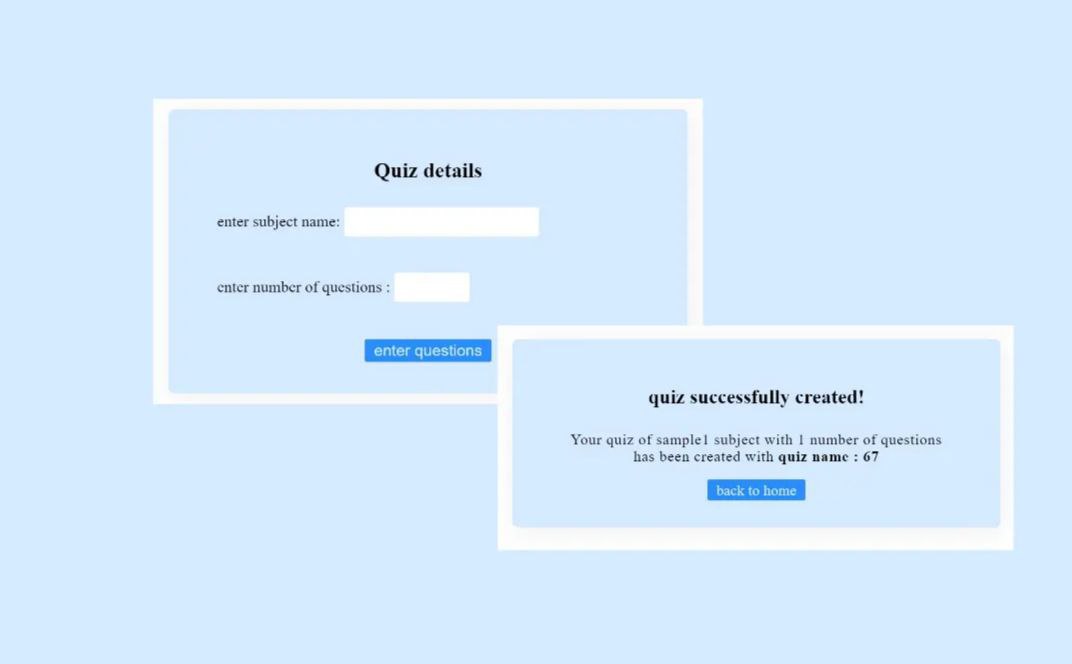 Quiz details
enter subject name:
enter number of questions :
enter questions
quiz successfully created!
Your quiz of sample1 subject with 1 number of questions
has been created with quiz name : 67
back to home